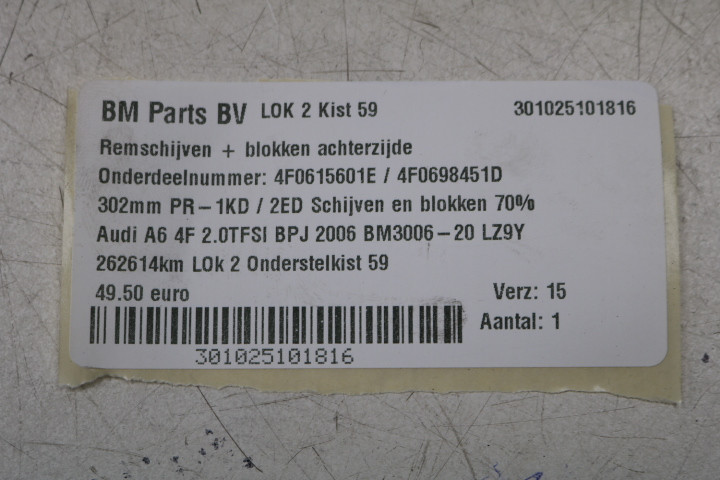 BM Parts BV LOK 2 Kist 59 301025101816
Remschijven + blokken achterzijde
Onderdeelnummer: 4F0615601E / 4F0698451D
302mm PR-1KD / 2ED Schijven en blokken 70%
Audi A6 4F 2.0TFSI BPJ 2006 BM3006-20 LZ9Y
262614km LOk 2 Onderstelkist 59
49.50 euro Verz: 15
Aantal: 1
301025101816